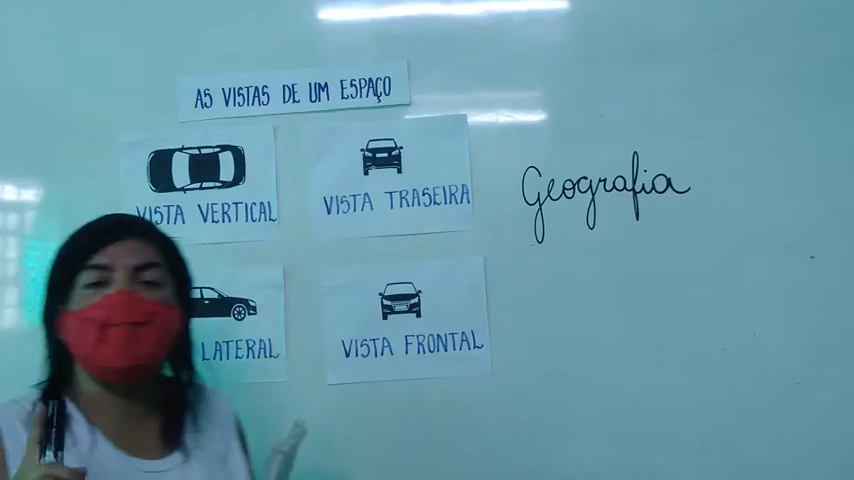 AS VISTAS DE UM ESPAÇO
VISTA VERTICAL
VISTA TRASEIRA
Geografia
LATERAL
VISTA FRONTAL